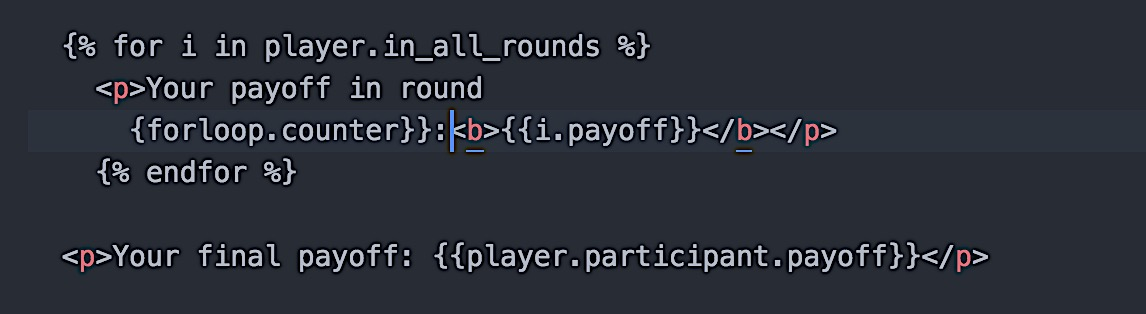 {% for i in player.in_all_rounds %}
<p>Your payoff in round
{forloop.counter}}:<b>{{i.payoff}}</b></p>
{% endfor %}
<p>Your final payoff: {{player.participant.payoff}}</p>